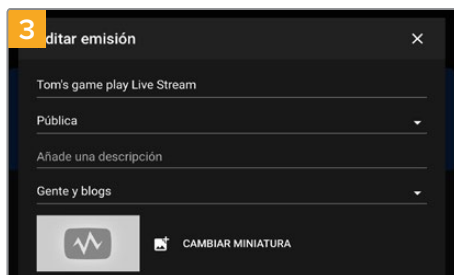 3
ditar emisión
Tom's game play Live Stream
Pública
Añade una descripción
Gente y blogs
CAMBIAR MINIATURA